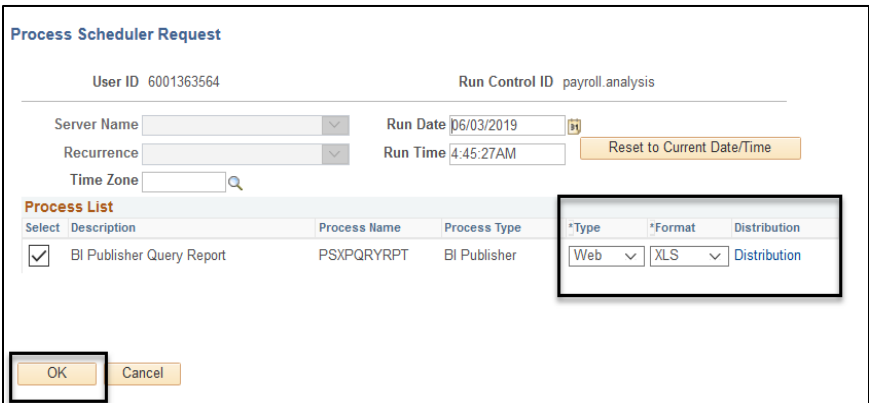 Process Scheduler Request
User ID 6001363564 Run Control ID payroll.analysis
Server Name Run Date 06/03/2019 31
Recurrence Run Time 4:45:27AM Reset to Current Date/Time
Time Zone
Process List
Select Description Process Name Process Type *Type *Format Distribution
BI Publisher Query Report PSXPQRYRPT BI Publisher Web XLS Distribution
OK Cancel